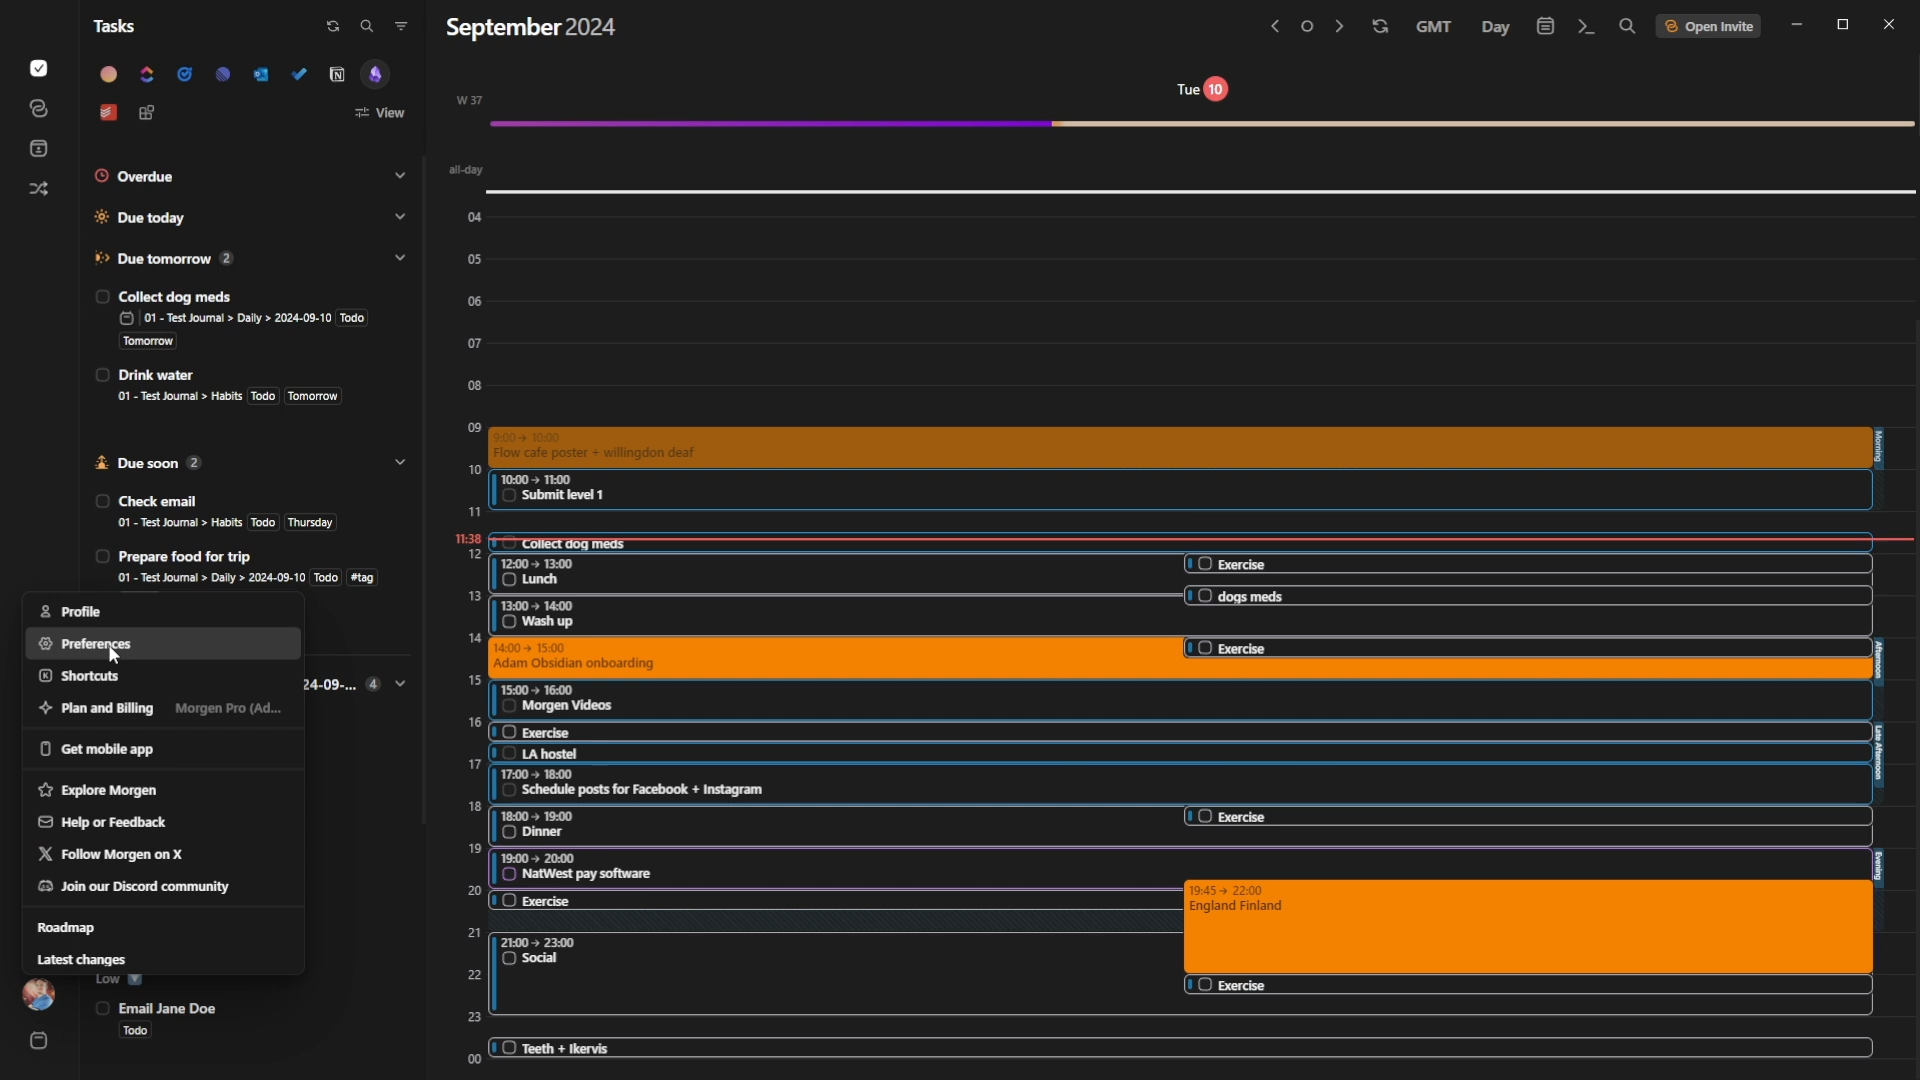 Tasks
View
Overdue
Due today
Due tomorrow 2
Collect dog meds
01 - Test Journal > Daily > 2024-09-10 Todo
Tomorrow
Drink water
01 - Test Journal > Habits Todo Tomorrow
Due soon 2
Check email
01 - Test Journal > Habits Todo Thursday
Prepare food for trip
01 - Test Journal > Daily > 2024-09-10 Todo #tag
Profile
Preferences
Shortcuts
24-09-... 4
Plan and Billing Morgen Pro (Ad...
Get mobile app
Explore Morgen
Help or Feedback
Follow Morgen on X
Join our Discord community
Roadmap
Latest changes
Low
Email Jane Doe
Todo
September 2024
GMT
Day
Open Invite
W 37
Tue 10
all-day
04
05
06
07
08
09
9:00 → 10:00
Flow cafe poster + willingdon deaf
Morning
10
10:00 → 11:00
Submit level 1
11
11:38
Collect dog meds
12
12:00 → 13:00
Lunch
Exercise
13
13:00 → 14:00
Wash up
dogs meds
14
14:00 → 15:00
Adam Obsidian onboarding
Exercise
Afternoon
15
15:00 → 16:00
Morgen Videos
16
Exercise
LA hostel
Late Afternoon
17
17:00 → 18:00
Schedule posts for Facebook + Instagram
18
18:00 → 19:00
Dinner
Exercise
19
19:00 → 20:00
NatWest pay software
Evening
20
Exercise
19:45 → 22:00
England Finland
21
21:00 → 23:00
Social
22
Exercise
23
Teeth + Ikervis
00